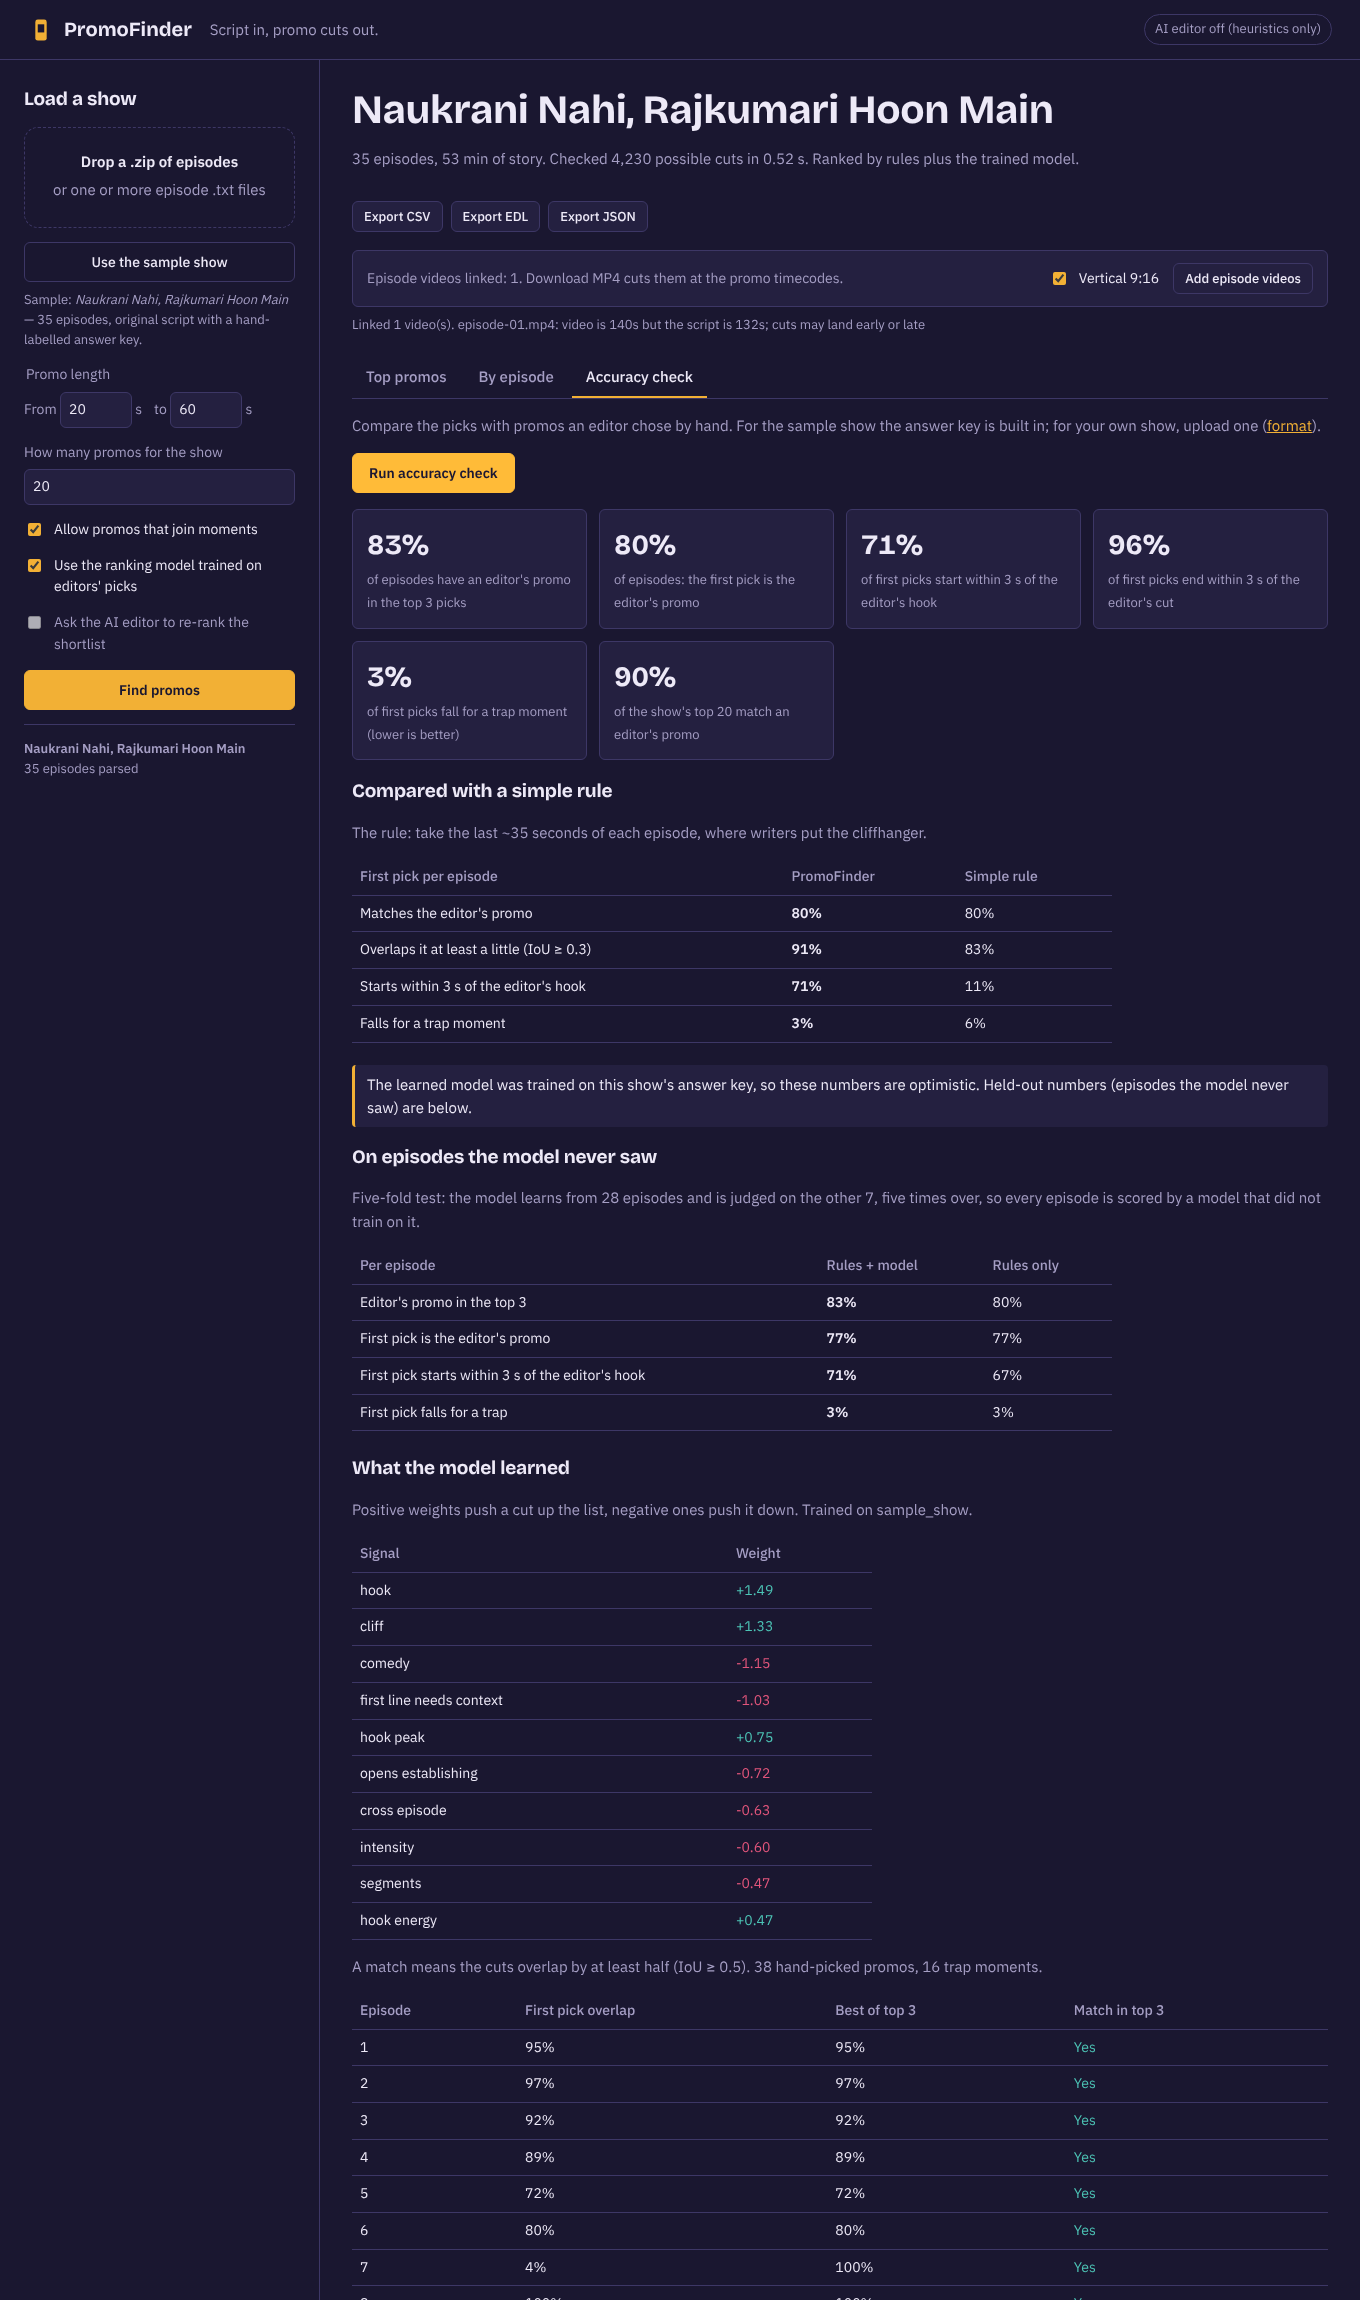 PromoFinder Script in, promo cuts out.
AI editor off (heuristics only)
Load a show
Drop a .zip of episodes
or one or more episode .txt files
Use the sample show
Sample: Naukrani Nahi, Rajkumari Hoon Main
— 35 episodes, original script with a hand-
labelled answer key.
Promo length
From 20 s to 60 s
How many promos for the show
20
Allow promos that join moments
Use the ranking model trained on
editors' picks
Ask the AI editor to re-rank the
shortlist
Find promos
Naukrani Nahi, Rajkumari Hoon Main
35 episodes parsed
Naukrani Nahi, Rajkumari Hoon Main
35 episodes, 53 min of story. Checked 4,230 possible cuts in 0.52 s. Ranked by rules plus the trained model.
Export CSV Export EDL Export JSON
Episode videos linked: 1. Download MP4 cuts them at the promo timecodes. Vertical 9:16 Add episode videos
Linked 1 video(s). episode-01.mp4: video is 140s but the script is 132s; cuts may land early or late
Top promos By episode Accuracy check
Compare the picks with promos an editor chose by hand. For the sample show the answer key is built in; for your own show, upload one (format).
Run accuracy check
83%
of episodes have an editor's promo
in the top 3 picks
80%
of episodes: the first pick is the
editor's promo
71%
of first picks start within 3 s of the
editor's hook
96%
of first picks end within 3 s of the
editor's cut
3%
of first picks fall for a trap moment
(lower is better)
90%
of the show's top 20 match an
editor's promo
Compared with a simple rule
The rule: take the last ~35 seconds of each episode, where writers put the cliffhanger.
First pick per episode PromoFinder Simple rule
Matches the editor's promo 80% 80%
Overlaps it at least a little (IoU ≥ 0.3) 91% 83%
Starts within 3 s of the editor's hook 71% 11%
Falls for a trap moment 3% 6%
The learned model was trained on this show's answer key, so these numbers are optimistic. Held-out numbers (episodes the model never
saw) are below.
On episodes the model never saw
Five-fold test: the model learns from 28 episodes and is judged on the other 7, five times over, so every episode is scored by a model that did not
train on it.
Per episode Rules + model Rules only
Editor's promo in the top 3 83% 80%
First pick is the editor's promo 77% 77%
First pick starts within 3 s of the editor's hook 71% 67%
First pick falls for a trap 3% 3%
What the model learned
Positive weights push a cut up the list, negative ones push it down. Trained on sample_show.
Signal Weight
hook +1.49
cliff +1.33
comedy -1.15
first line needs context -1.03
hook peak +0.75
opens establishing -0.72
cross episode -0.63
intensity -0.60
segments -0.47
hook energy +0.47
A match means the cuts overlap by at least half (IoU ≥ 0.5). 38 hand-picked promos, 16 trap moments.
Episode First pick overlap Best of top 3 Match in top 3
1 95% 95% Yes
2 97% 97% Yes
3 92% 92% Yes
4 89% 89% Yes
5 72% 72% Yes
6 80% 80% Yes
7 4% 100% Yes